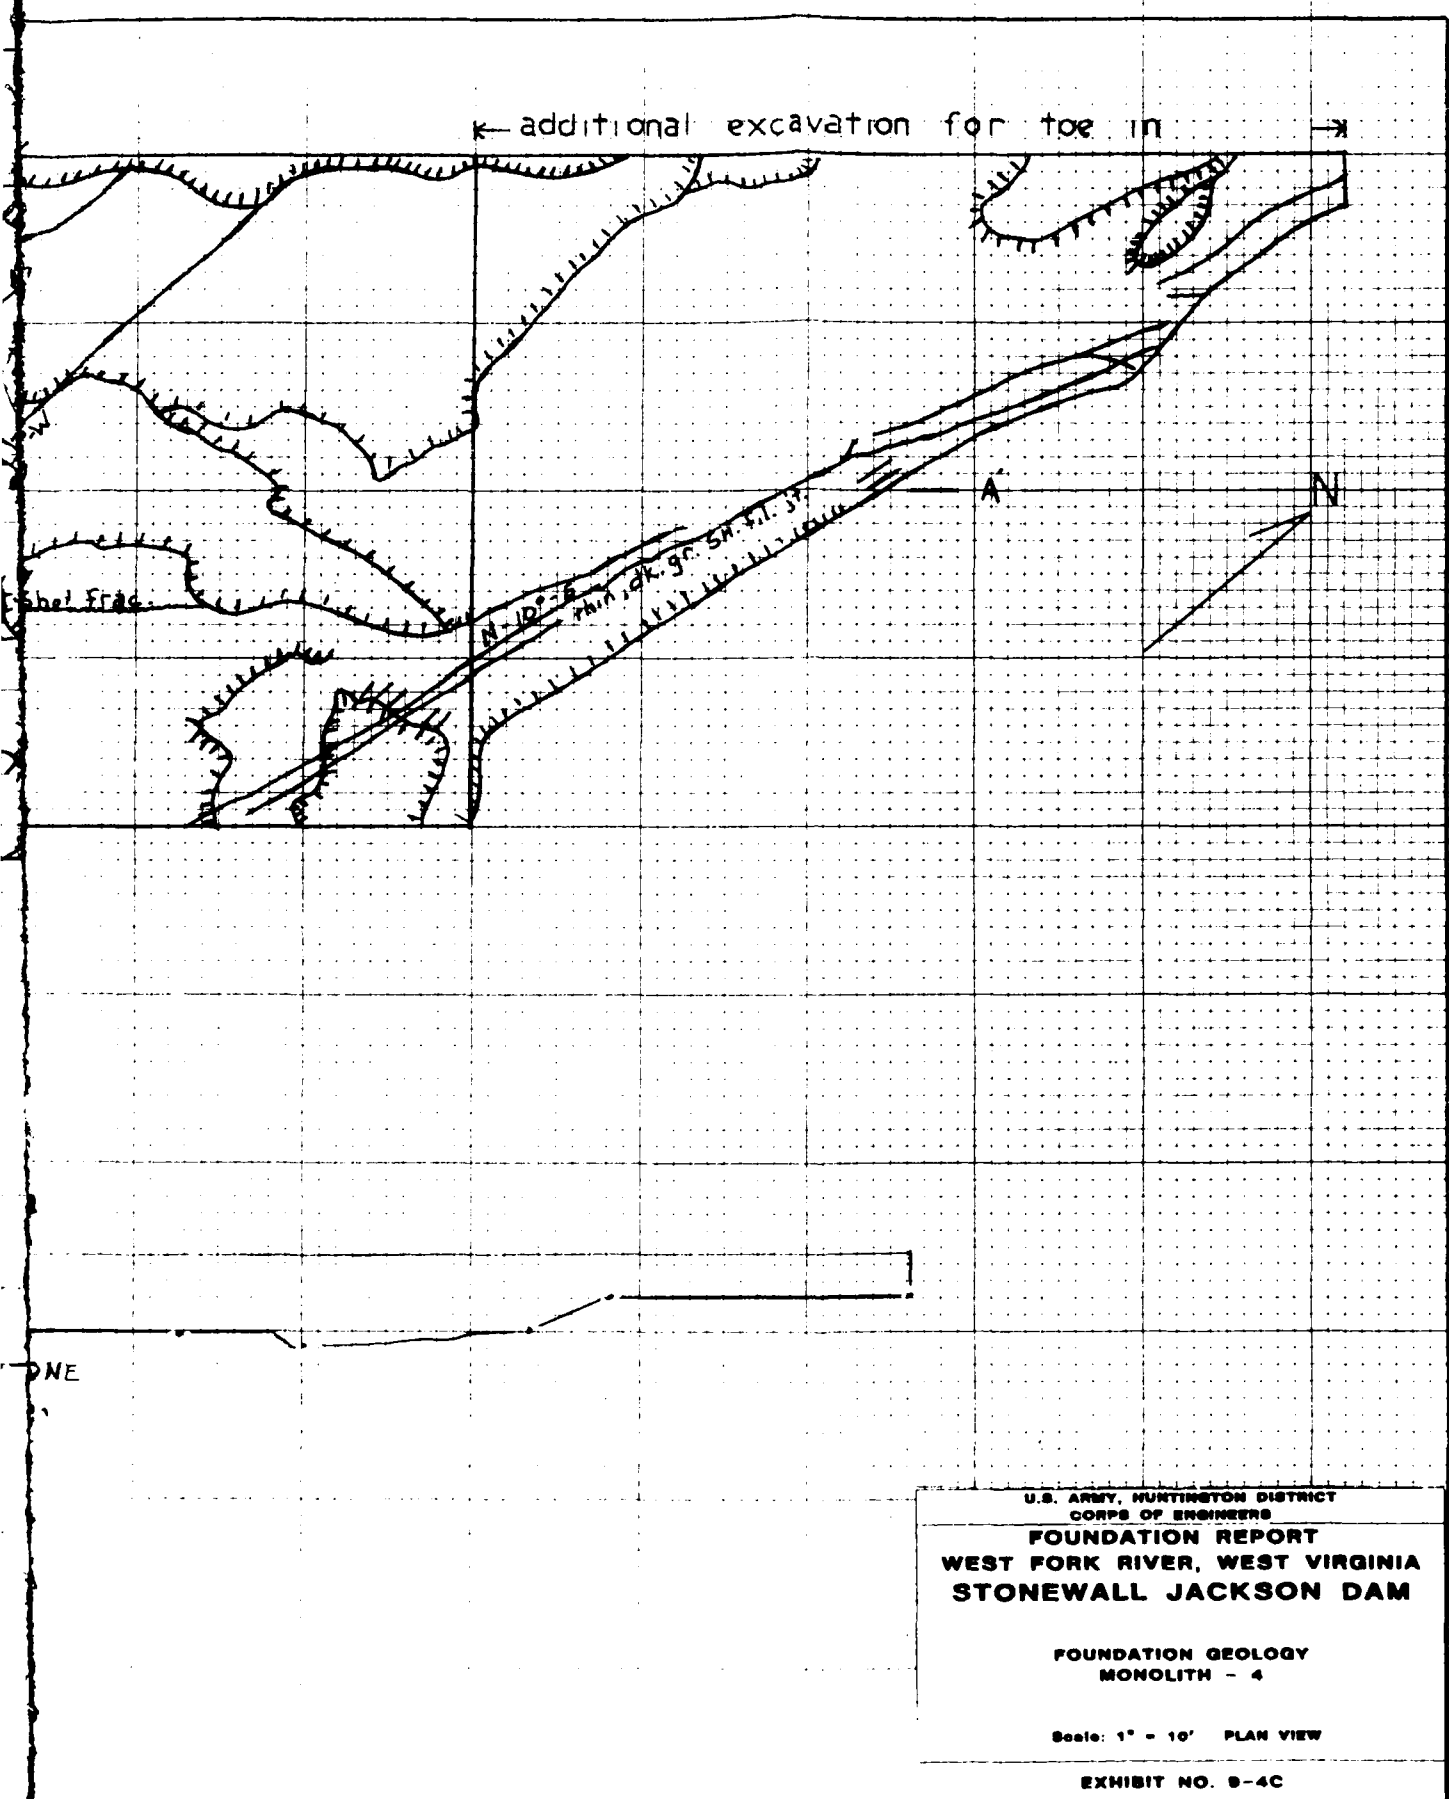 additional excavation for toe in
A'
N
frac.
N-10°-E
thin, dk. gr. SH. fil. jt.
NE
U.S. ARMY, HUNTINGTON DISTRICT
CORPS OF ENGINEERS
FOUNDATION REPORT
WEST FORK RIVER, WEST VIRGINIA
STONEWALL JACKSON DAM
FOUNDATION GEOLOGY
MONOLITH - 4
Scale: 1" = 10' PLAN VIEW
EXHIBIT NO. 9-4C